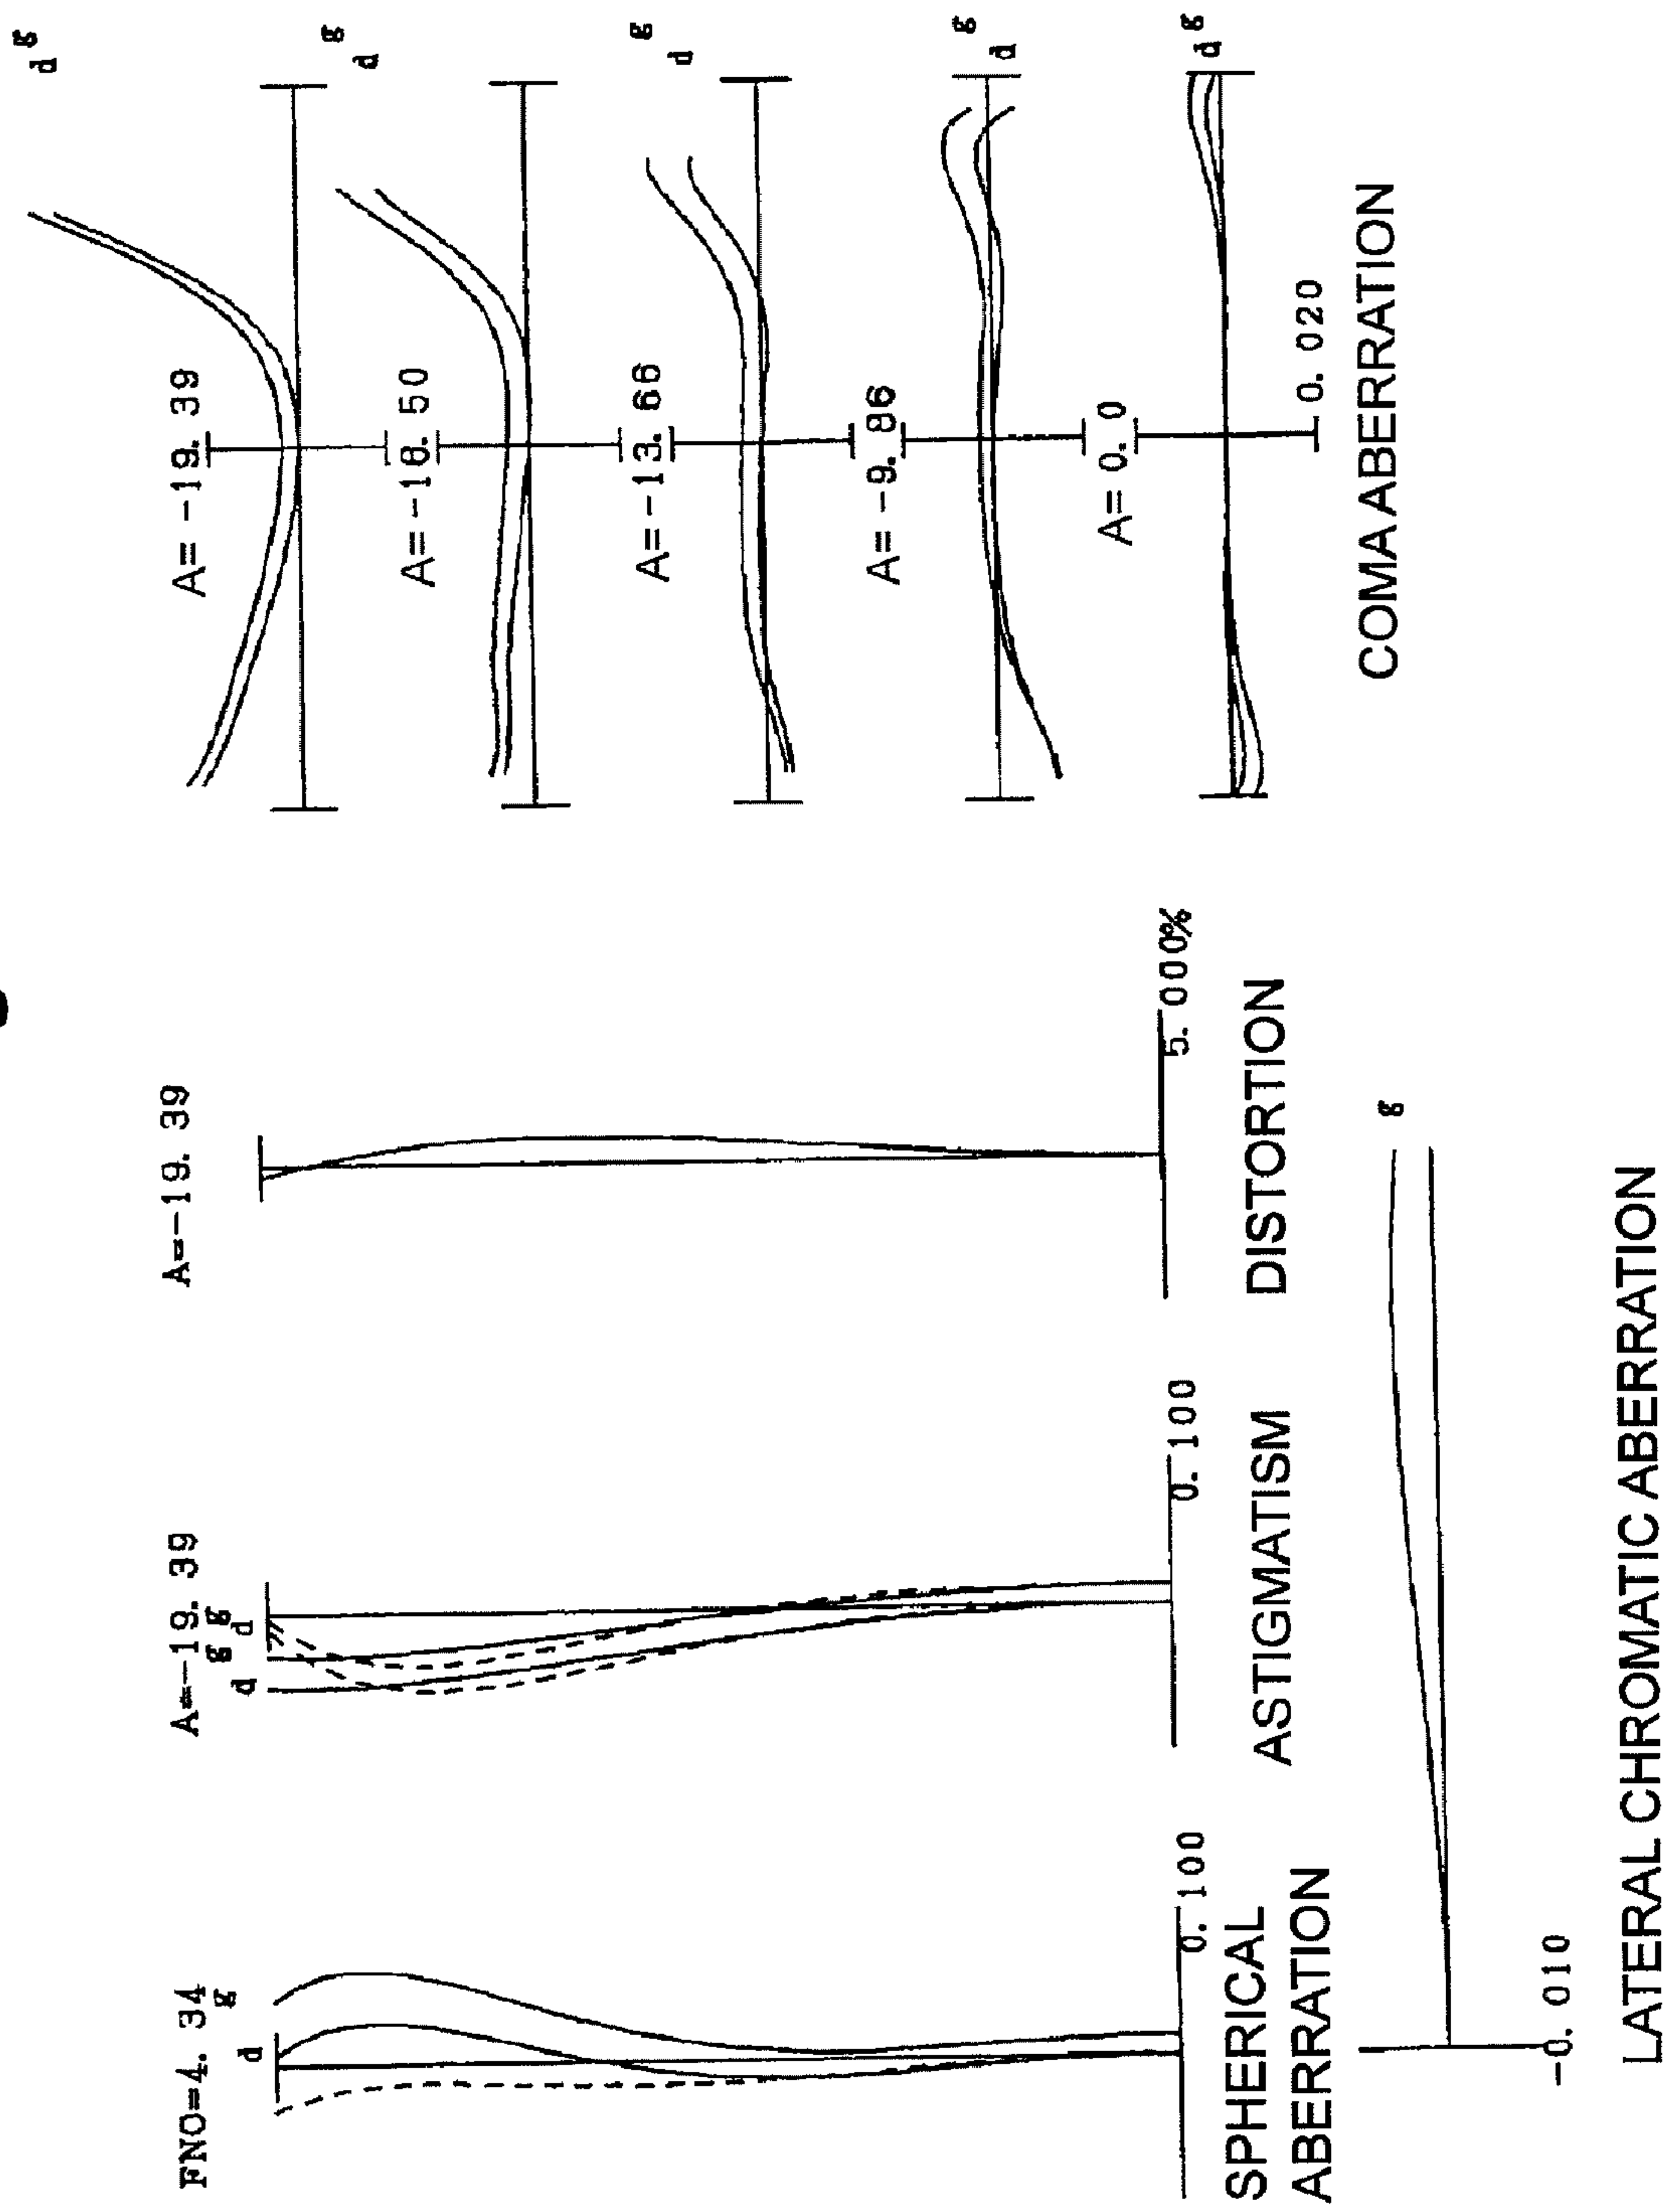 FNO=4. 34
d
g
0. 100
SPHERICAL
ABERRATION
A=-19. 39
d
g
d
g
0. 100
ASTIGMATISM
A=-19. 39
5. 000%
DISTORTION
A= -19. 39
d
g
A= -16. 50
d
g
A= -13. 66
d
g
A= -9. 86
d
g
A= 0. 0
d
g
0. 020
COMA ABERRATION
g
-0. 010
LATERAL CHROMATIC ABERRATION